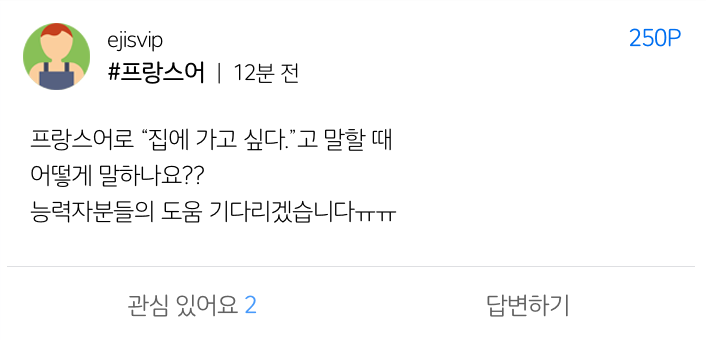 ejisvip
250P
#프랑스어 | 12분 전
프랑스어로 “집에 가고 싶다.”고 말할 때
어떻게 말하나요??
능력자분들의 도움 기다리겠습니다ㅠㅠ
관심 있어요 2
답변하기